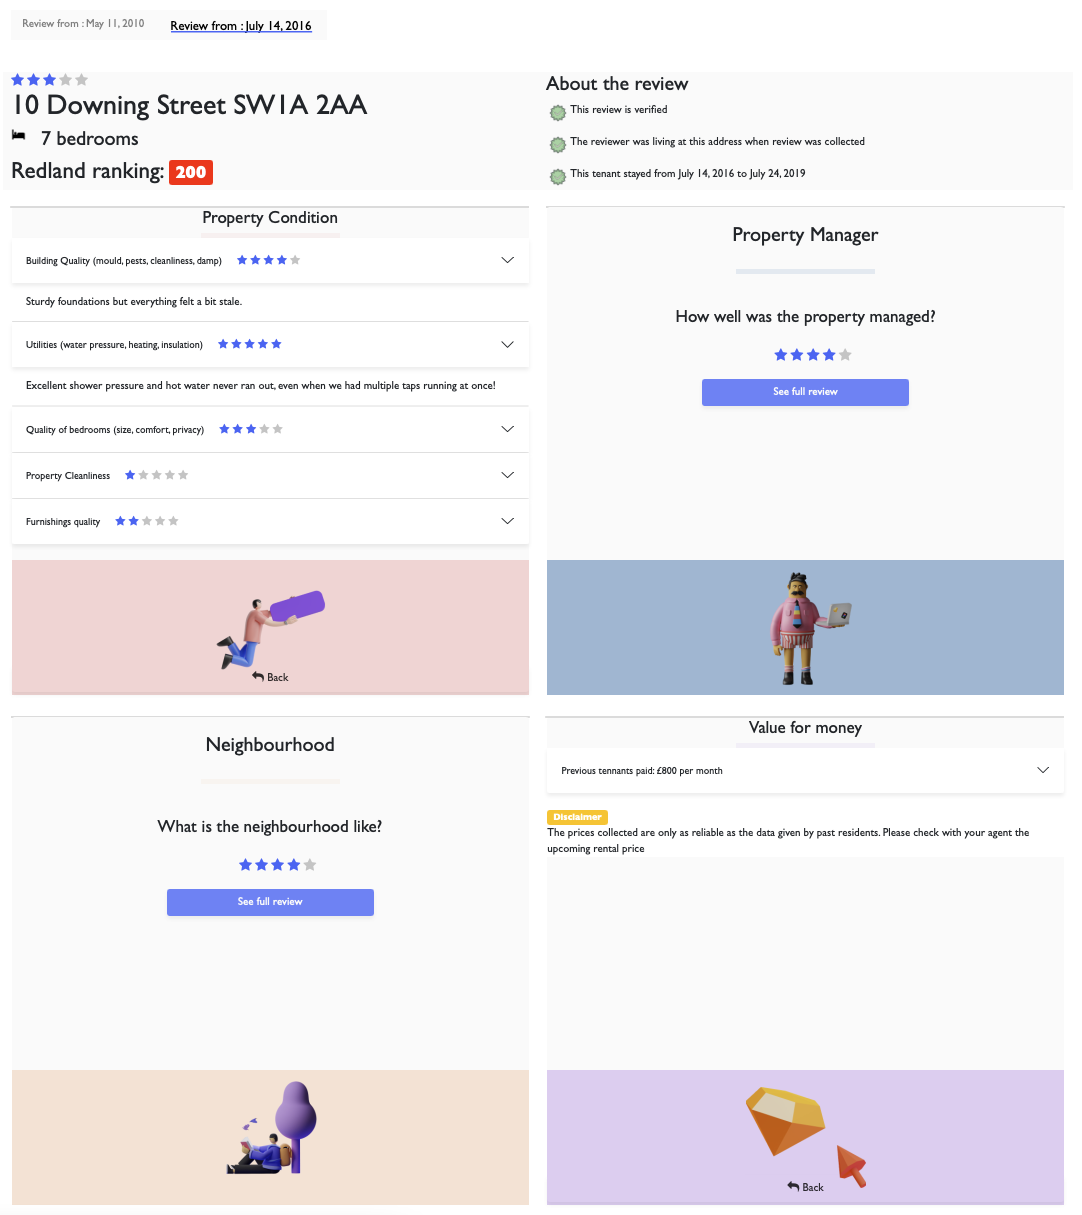 Review from : May 11, 2010
Review from : July 14, 2016
10 Downing Street SW1A 2AA
7 bedrooms
Redland ranking: 200
About the review
This review is verified
The reviewer was living at this address when review was collected
This tenant stayed from July 14, 2016 to July 24, 2019
Property Condition
Building Quality (mould, pests, cleanliness, damp)
Sturdy foundations but everything felt a bit stale.
Utilities (water pressure, heating, insulation)
Excellent shower pressure and hot water never ran out, even when we had multiple taps running at once!
Quality of bedrooms (size, comfort, privacy)
Property Cleanliness
Furnishings quality
Back
Property Manager
How well was the property managed?
See full review
Neighbourhood
What is the neighbourhood like?
See full review
Value for money
Previous tennants paid: £800 per month
Disclaimer
The prices collected are only as reliable as the data given by past residents. Please check with your agent the
upcoming rental price
Back